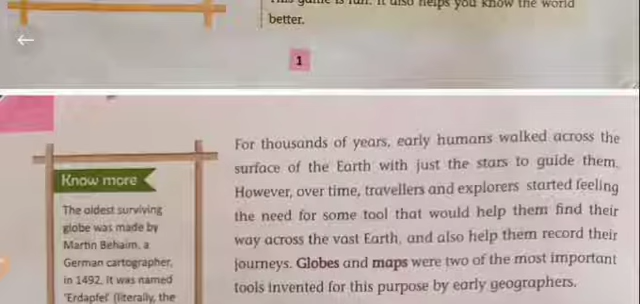 This game is fun. It also helps you know the world
better.
1
For thousands of years, early humans walked across the
surface of the Earth with just the stars to guide them.
However, over time, travellers and explorers started feeling
the need for some tool that would help them find their
way across the vast Earth, and also help them record their
journeys. Globes and maps were two of the most important
tools invented for this purpose by early geographers.
Know more
The oldest surviving
globe was made by
Martin Behaim, a
German cartographer,
in 1492. It was named
'Erdapfel' (literally, the